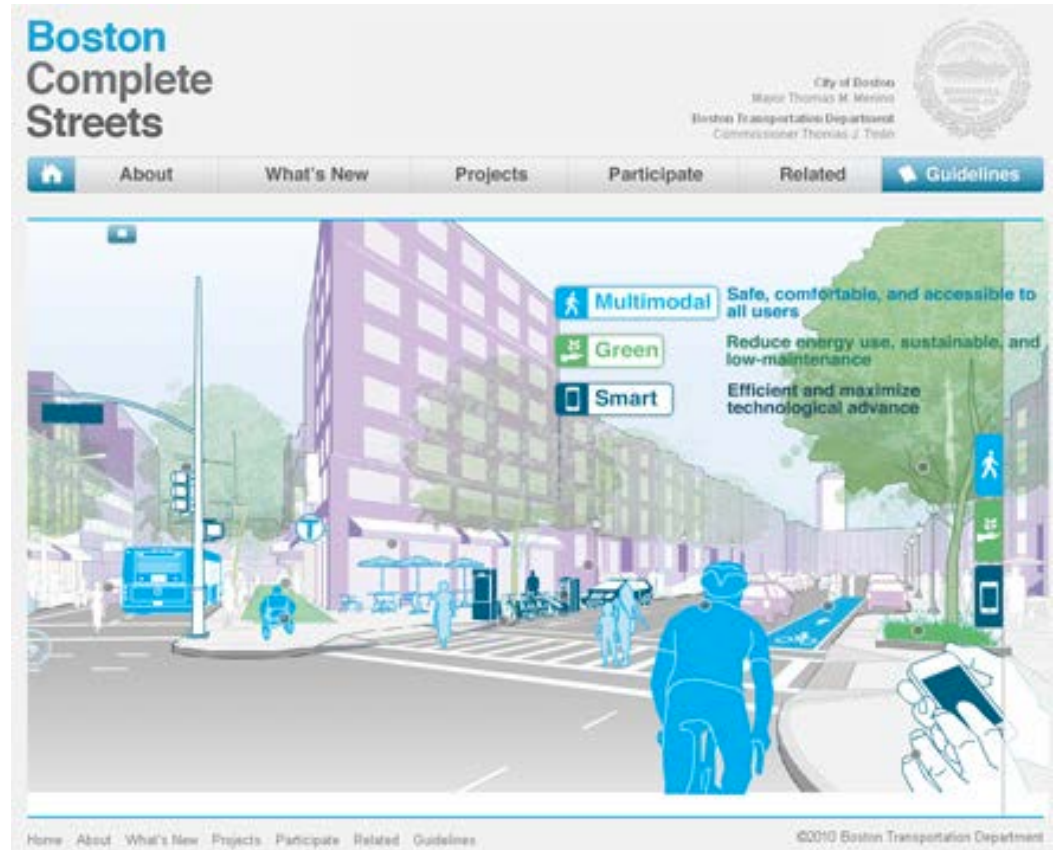 Boston
Complete
Streets
City of Boston
Mayor Thomas M. Menino
Boston Transportation Department
Commissioner Thomas J. Tinlin
About What's New Projects Participate Related Guidelines
Multimodal Safe, comfortable, and accessible to
all users
Green Reduce energy use, sustainable, and
low-maintenance
Smart Efficient and maximize
technological advance
T
Home About What's New Projects Participate Related Guidelines
©2010 Boston Transportation Department